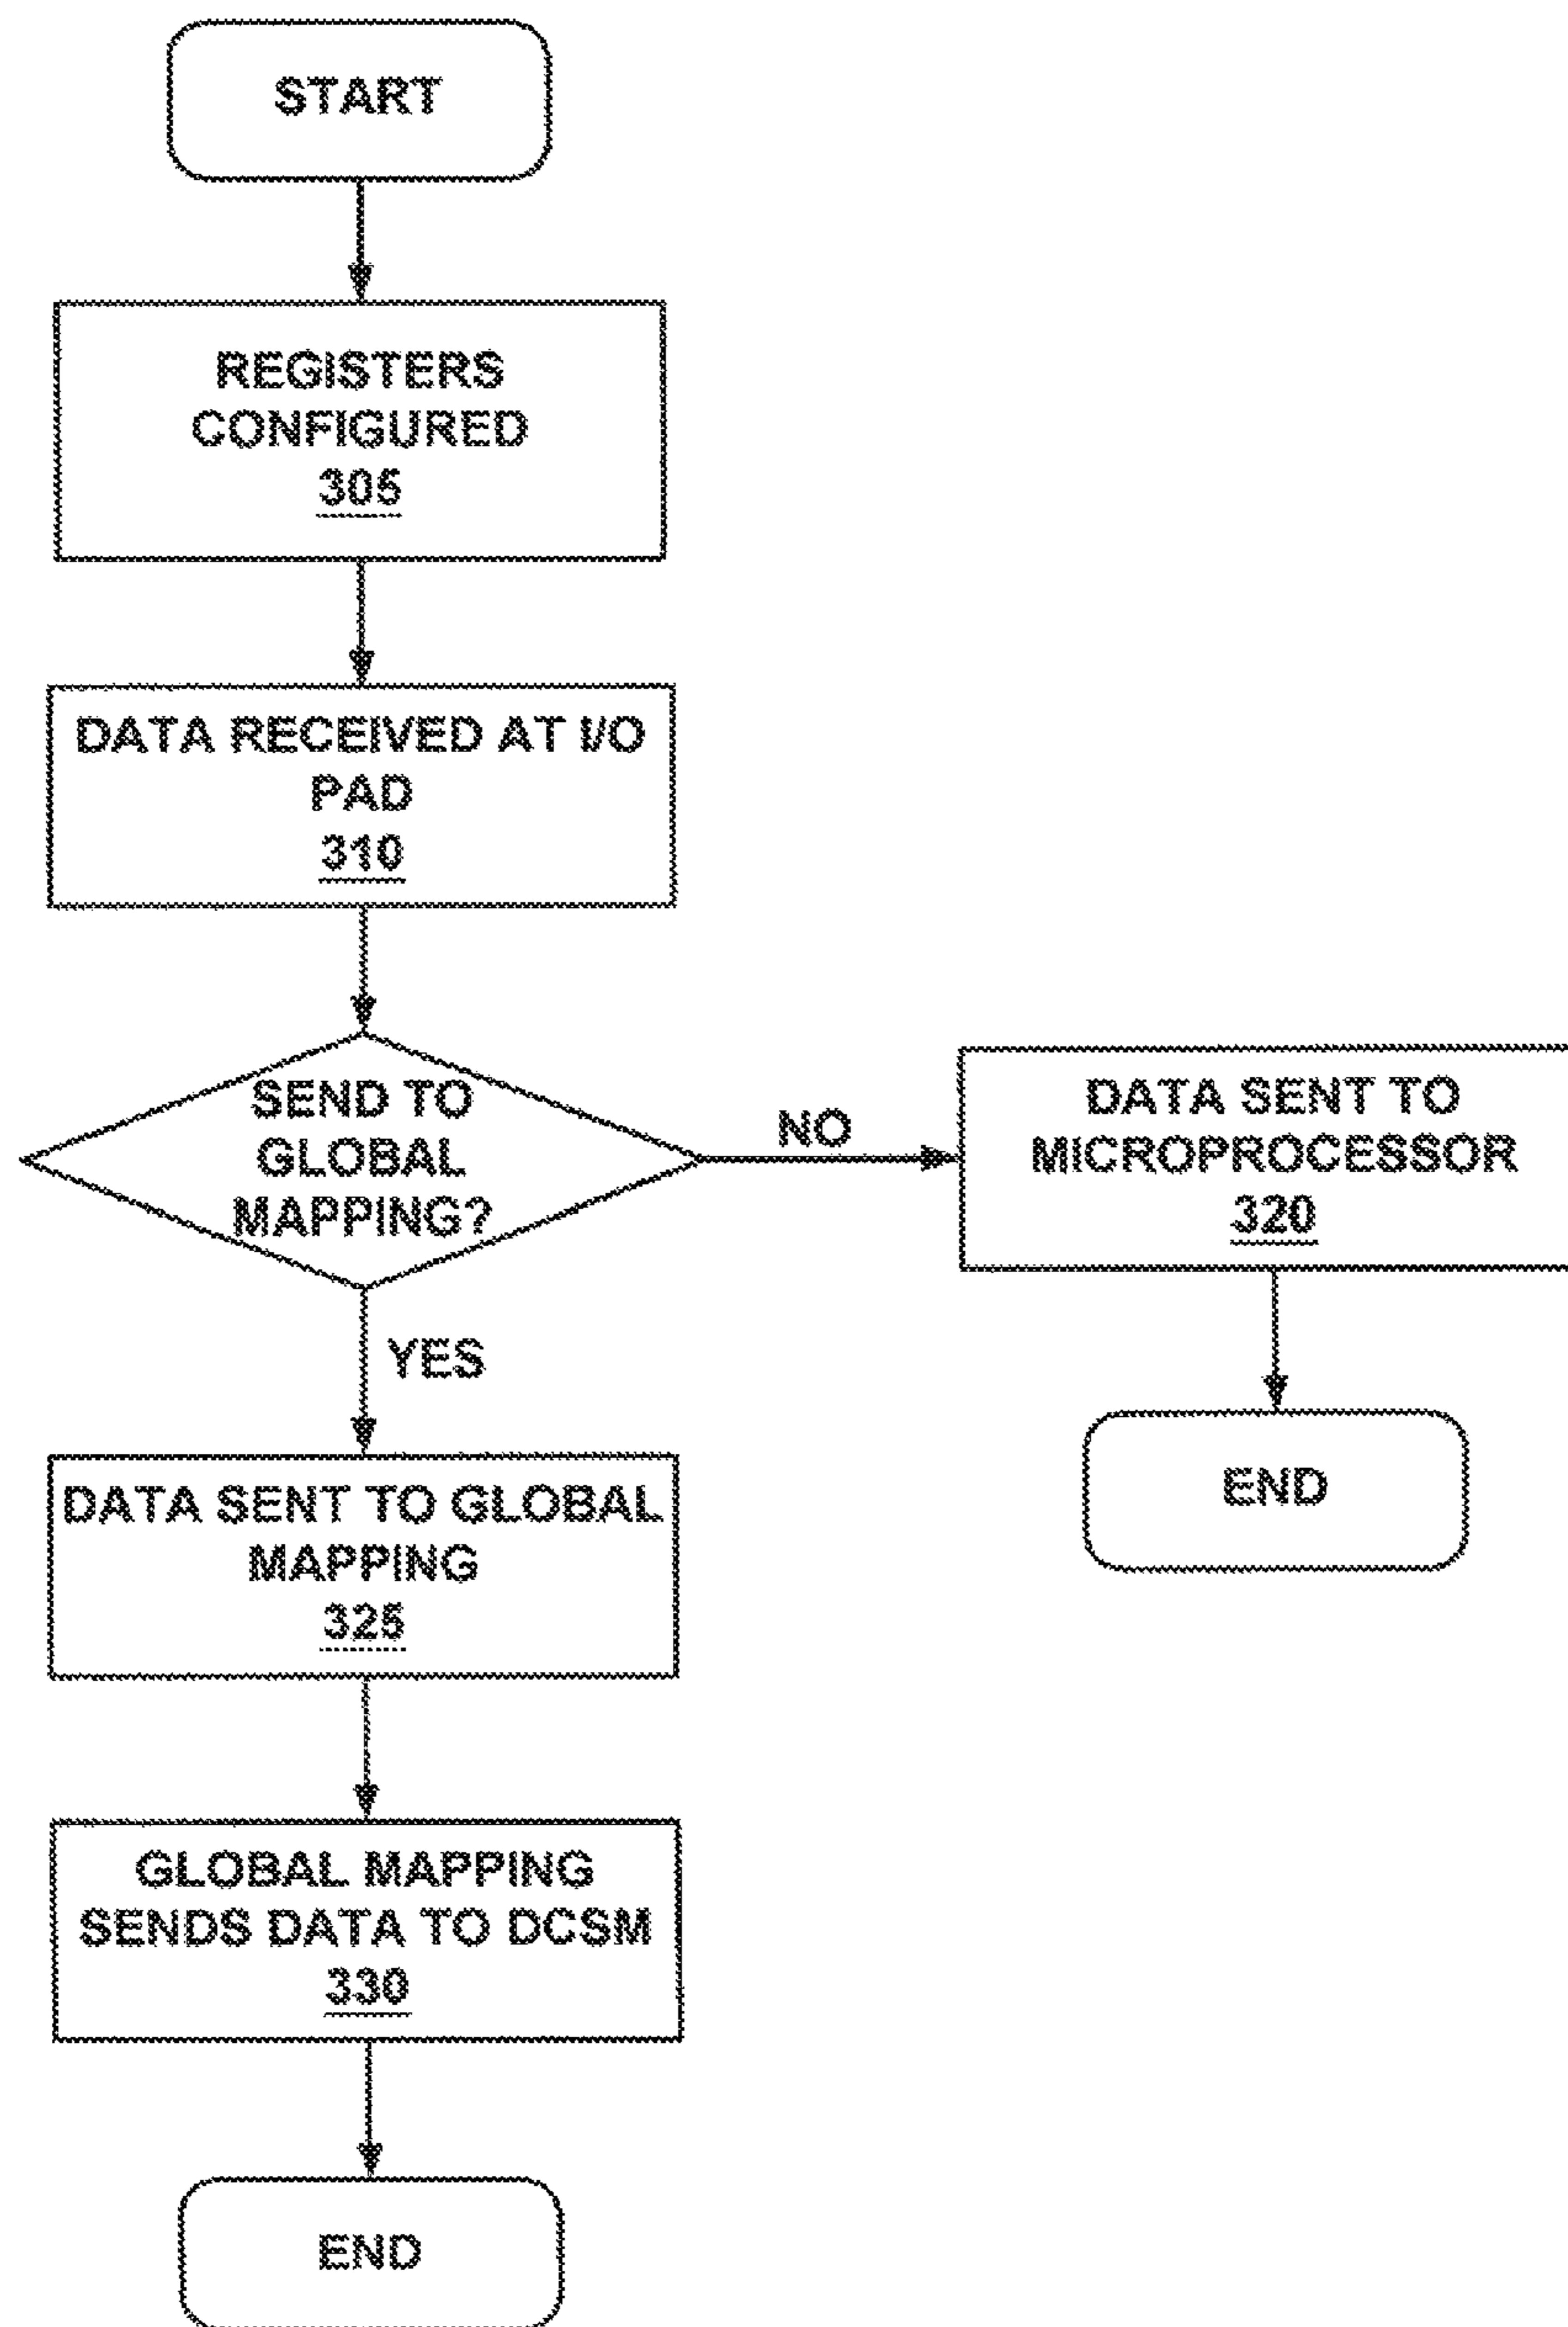 START
REGISTERS
CONFIGURED
305
DATA RECEIVED AT I/O
PAD
310
SEND TO
GLOBAL
MAPPING?
NO
DATA SENT TO
MICROPROCESSOR
320
END
YES
DATA SENT TO GLOBAL
MAPPING
325
GLOBAL MAPPING
SENDS DATA TO DCSM
330
END